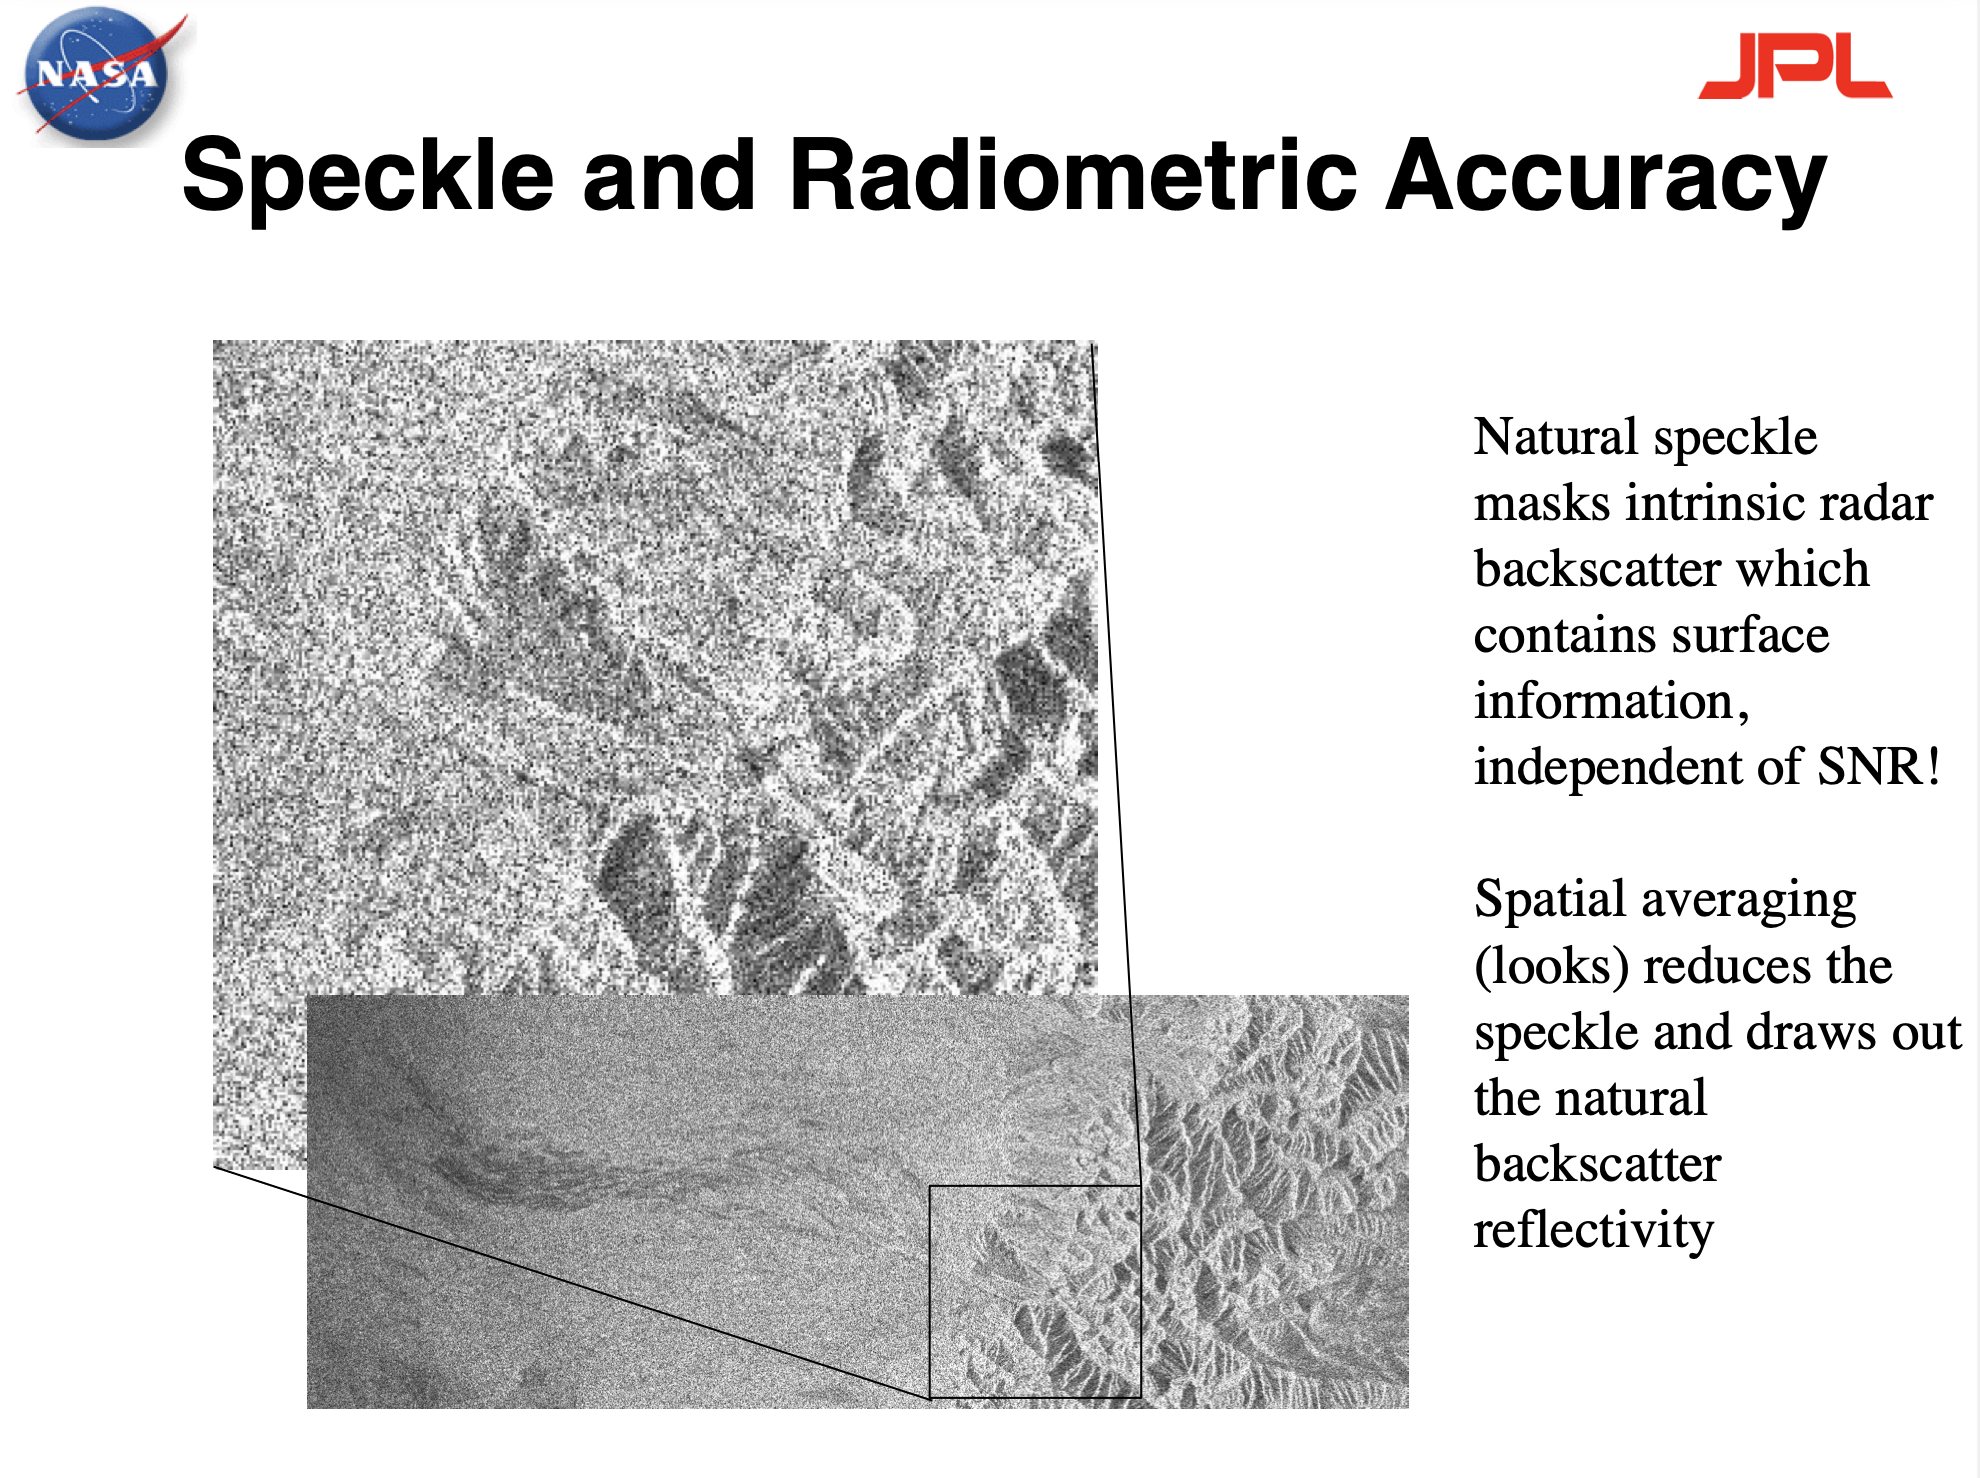 NASA
JPL
Speckle and Radiometric Accuracy
Natural speckle
masks intrinsic radar
backscatter which
contains surface
information,
independent of SNR!
Spatial averaging
(looks) reduces the
speckle and draws out
the natural
backscatter
reflectivity